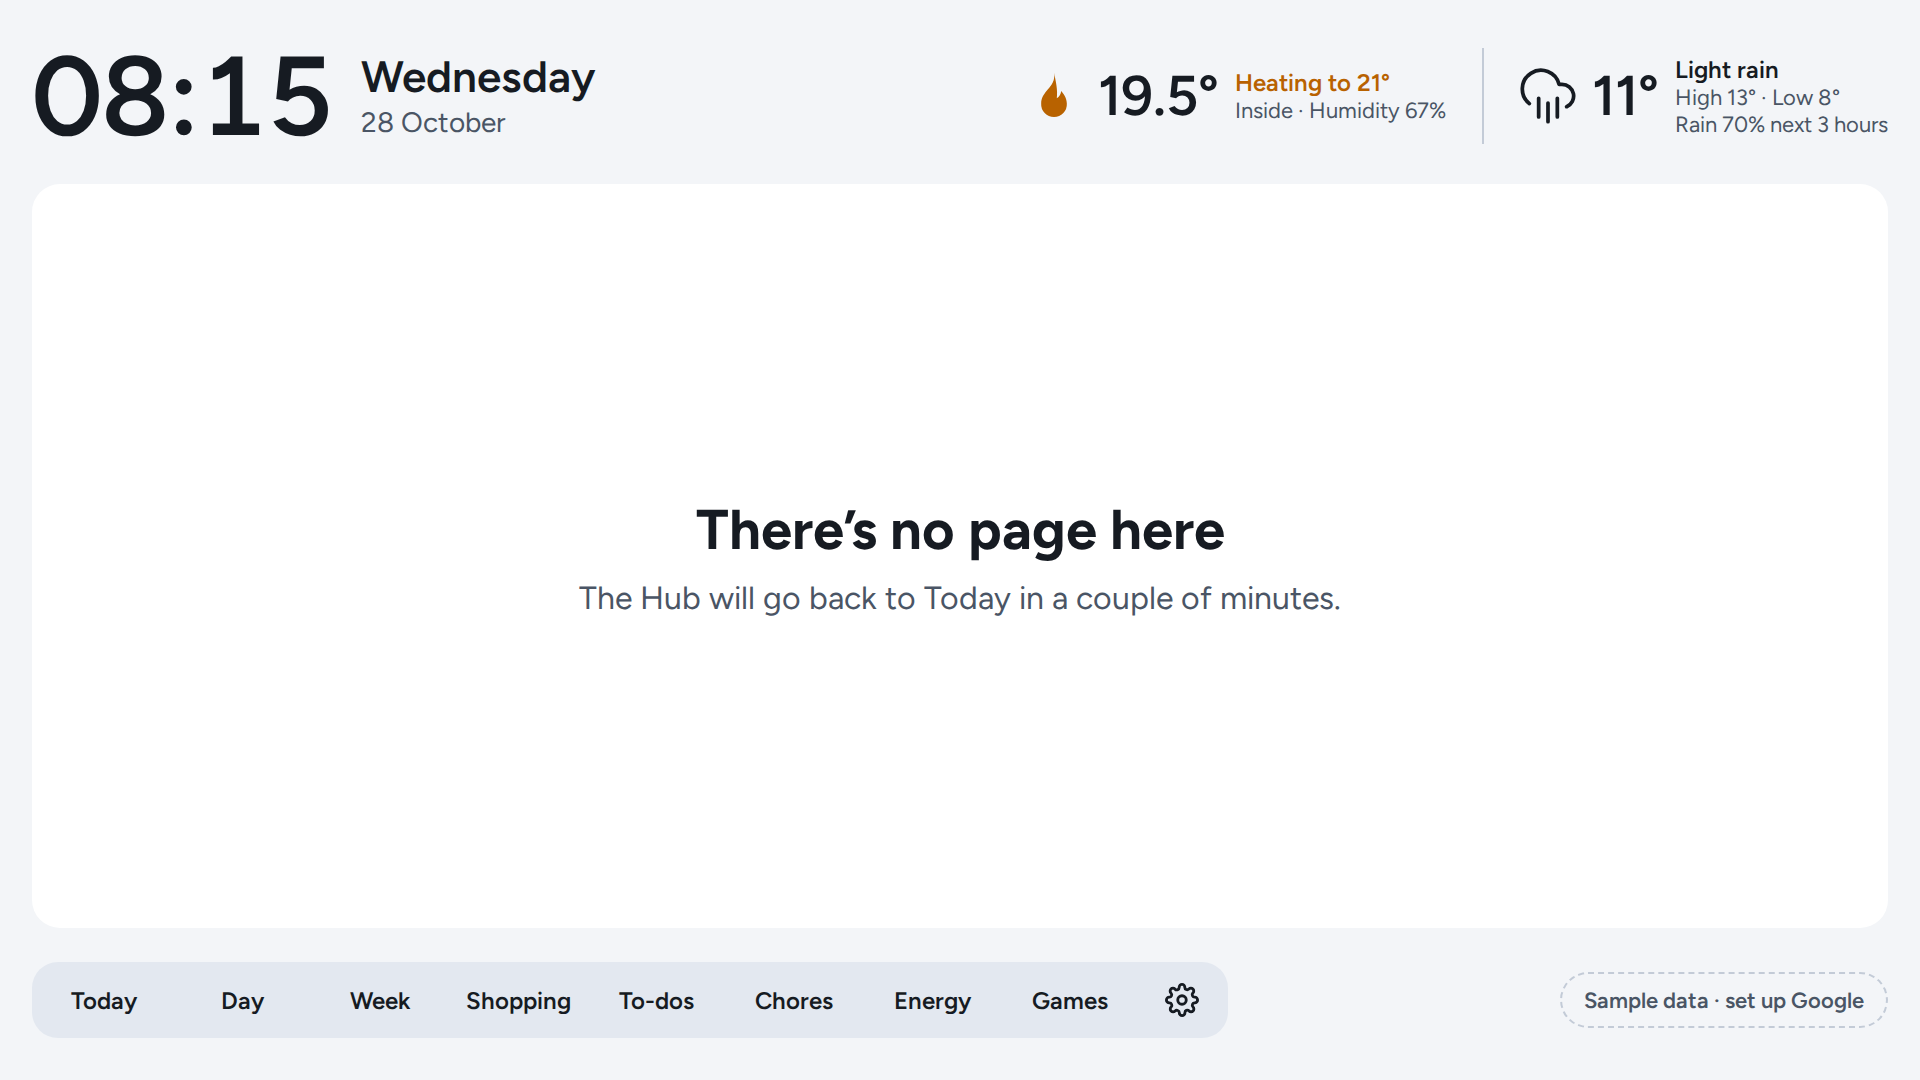 08:15
Wednesday
28 October
19.5°
Heating to 21°
Inside · Humidity 67%
11°
Light rain
High 13° · Low 8°
Rain 70% next 3 hours
There’s no page here
The Hub will go back to Today in a couple of minutes.
Today Day Week Shopping To-dos Chores Energy Games
Sample data · set up Google